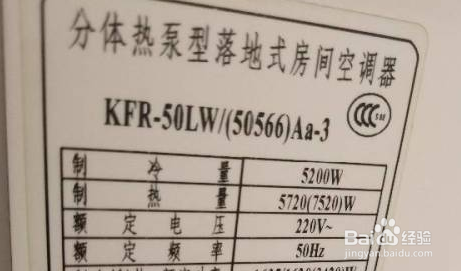 分体热泵型落地式房间空调器
KFR-50LW/(50566)Aa-3
制 冷 量 5200W
制 热 量 5720(7520)W
额 定 电 压 220V~
额 定 频 率 50Hz
Baidu经验
jingyan.baidu.com